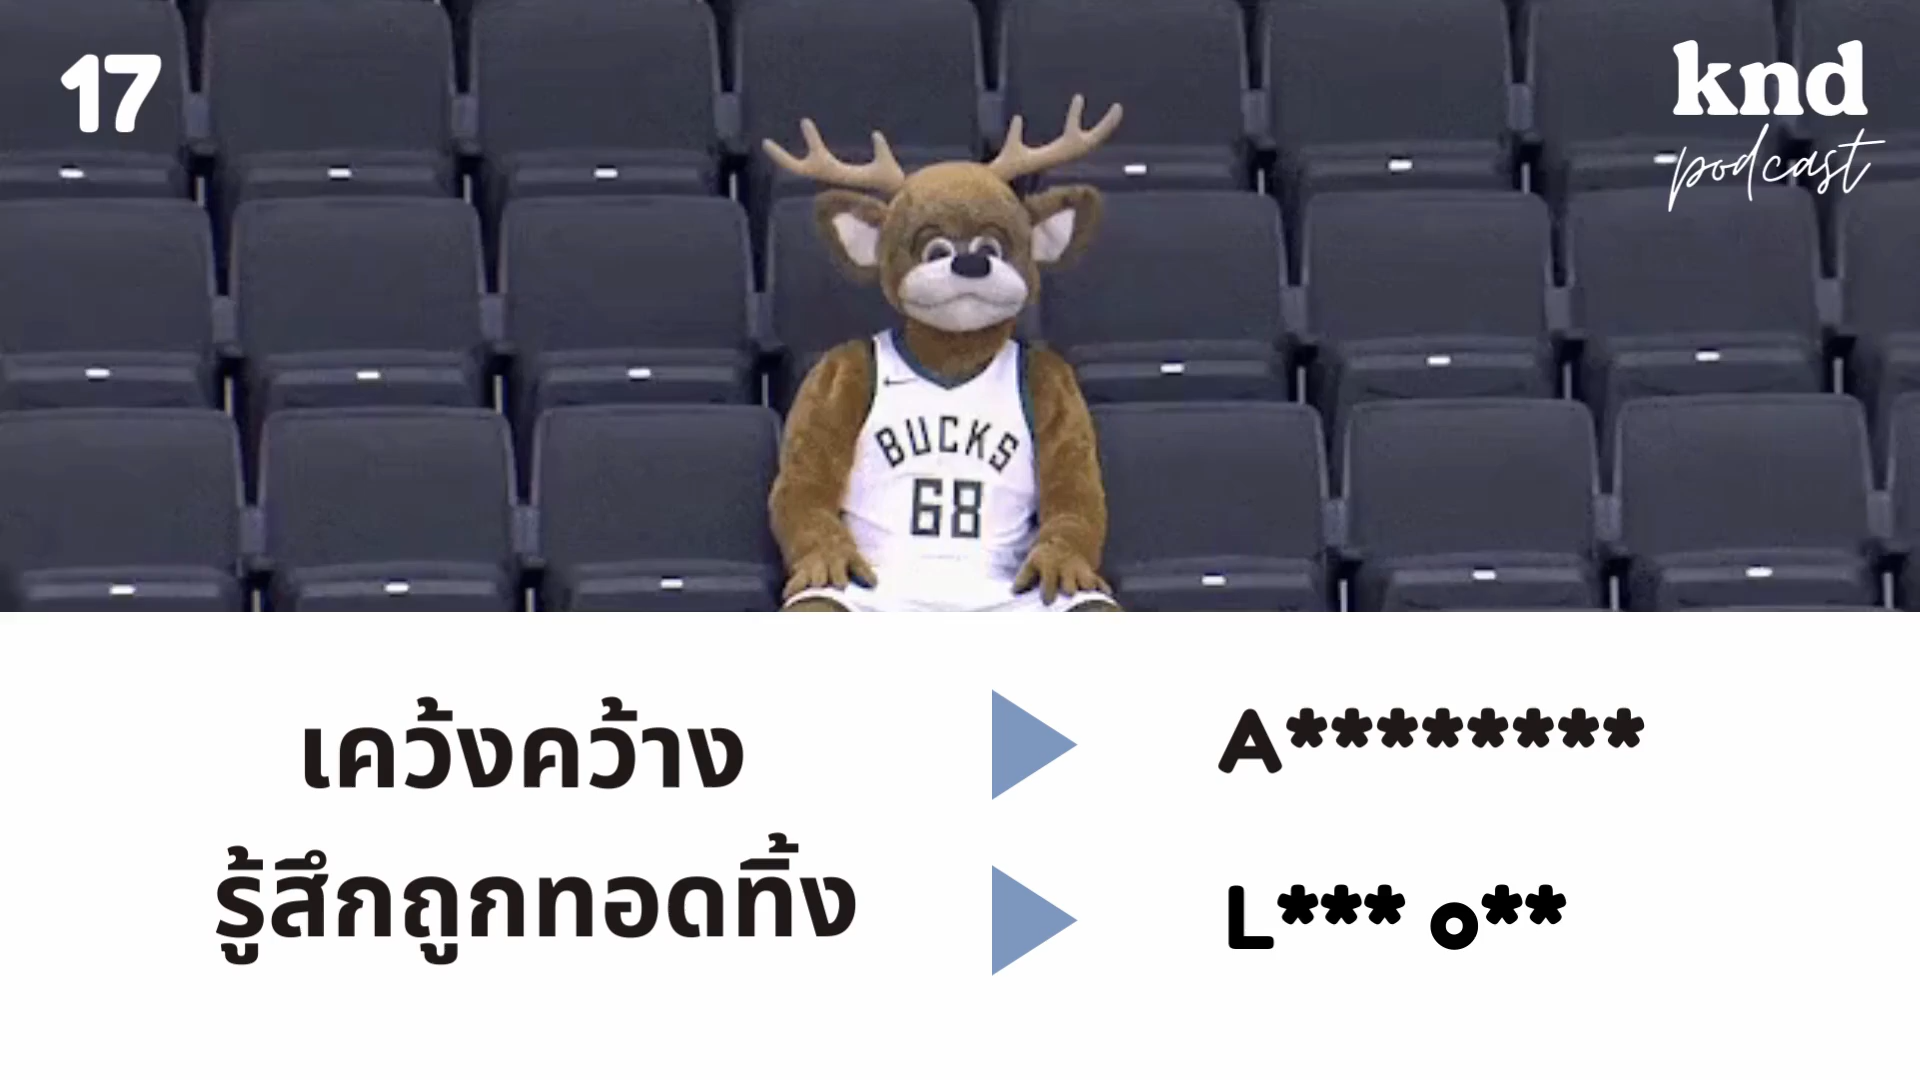 17
knd
podcast
BUCKS
68
เคว้งคว้าง
A********
รู้สึกถูกทอดทิ้ง
L*** o**